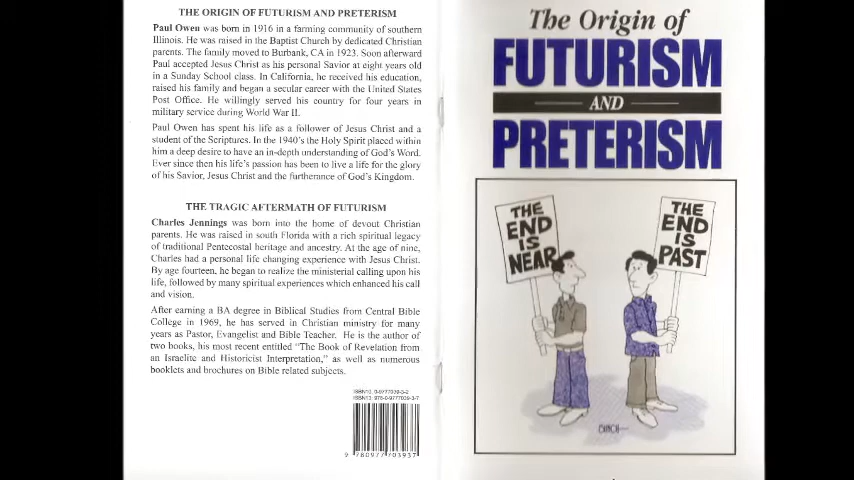 THE ORIGIN OF FUTURISM AND PRETERISM
Paul Owen was born in 1916 in a farming community of southern
Illinois. He was raised in the Baptist Church by dedicated Christian
parents. The family moved to Burbank, CA in 1923. Soon afterward
Paul accepted Jesus Christ as his personal Savior at eight years old
in a Sunday School class. In California, he received his education,
raised his family and began a secular career with the United States
Post Office. He willingly served his country for four years in
military service during World War II.
Paul Owen has spent his life as a follower of Jesus Christ and a
student of the Scriptures. In the 1940's the Holy Spirit placed within
him a deep desire to have an in-depth understanding of God's Word.
Ever since then his life's passion has been to live a life for the glory
of his Savior, Jesus Christ and the furtherance of God's Kingdom.
THE TRAGIC AFTERMATH OF FUTURISM
Charles Jennings was born into the home of devout Christian
parents. He was raised in south Florida with a rich spiritual legacy
of traditional Pentecostal heritage and ancestry. At the age of nine,
Charles had a personal life changing experience with Jesus Christ.
By age fourteen, he began to realize the ministerial calling upon his
life, followed by many spiritual experiences which enhanced his call
and vision.
After earning a BA degree in Biblical Studies from Central Bible
College in 1969, he has served in Christian ministry for many
years as Pastor, Evangelist and Bible Teacher. He is the author of
two books, his most recent entitled "The Book of Revelation from
an Israelite and Historicist Interpretation," as well as numerous
booklets and brochures on Bible related subjects.
The Origin of
FUTURISM
AND
PRETERISM
THE
END
IS
NEAR
THE
END
IS
PAST